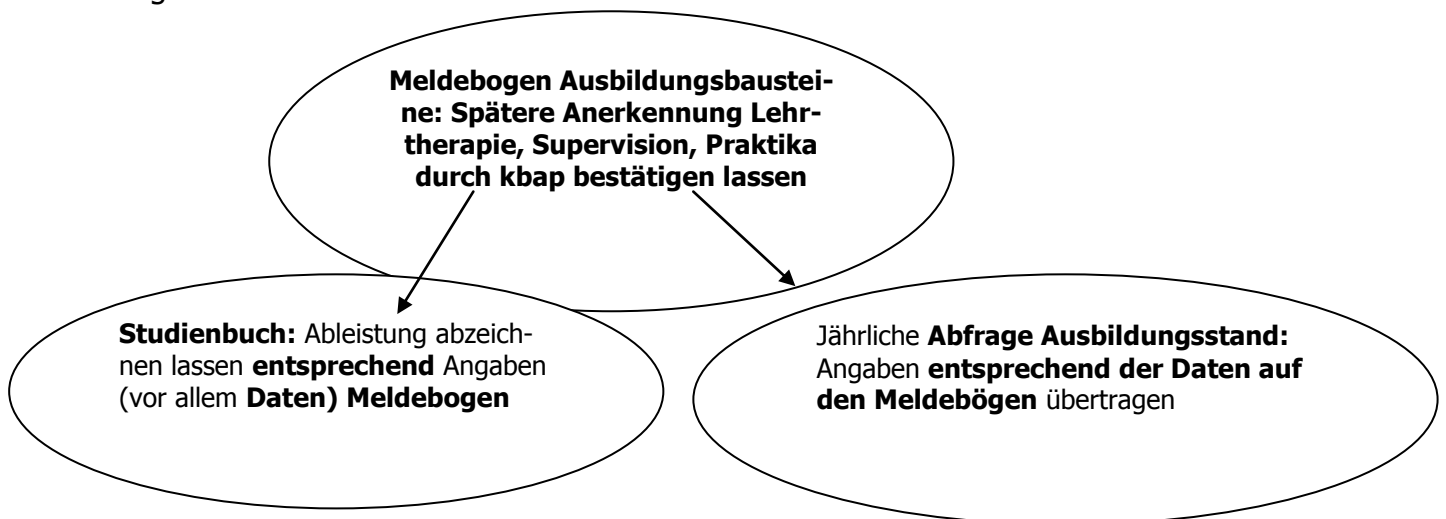 Meldebogen Ausbildungsbaustei-
ne: Spätere Anerkennung Lehr-
therapie, Supervision, Praktika
durch kbap bestätigen lassen
Studienbuch: Ableistung abzeich-
nen lassen entsprechend Angaben
(vor allem Daten) Meldebogen
Jährliche Abfrage Ausbildungsstand:
Angaben entsprechend der Daten auf
den Meldebögen übertragen